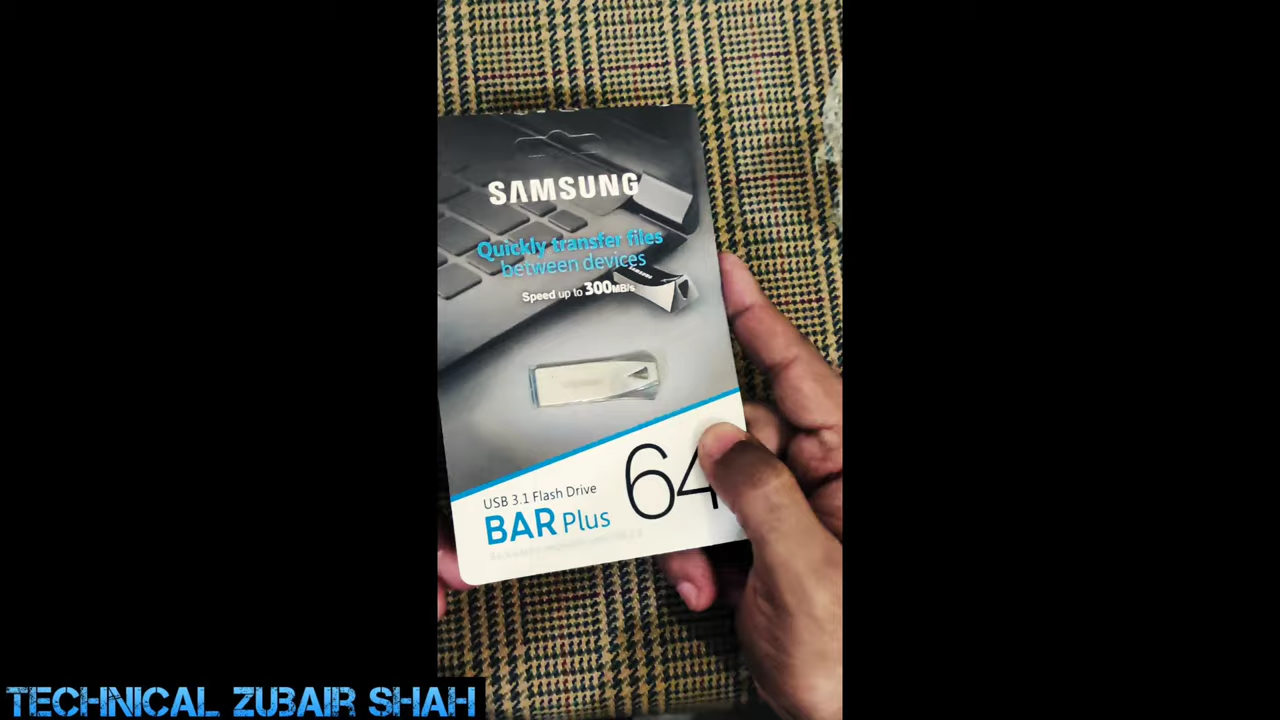 SAMSUNG
Quickly transfer files
between devices
Speed up to 300MB/s
SAMSUNG
64
USB 3.1 Flash Drive
BAR Plus
TECHNICAL ZUBAIR SHAH